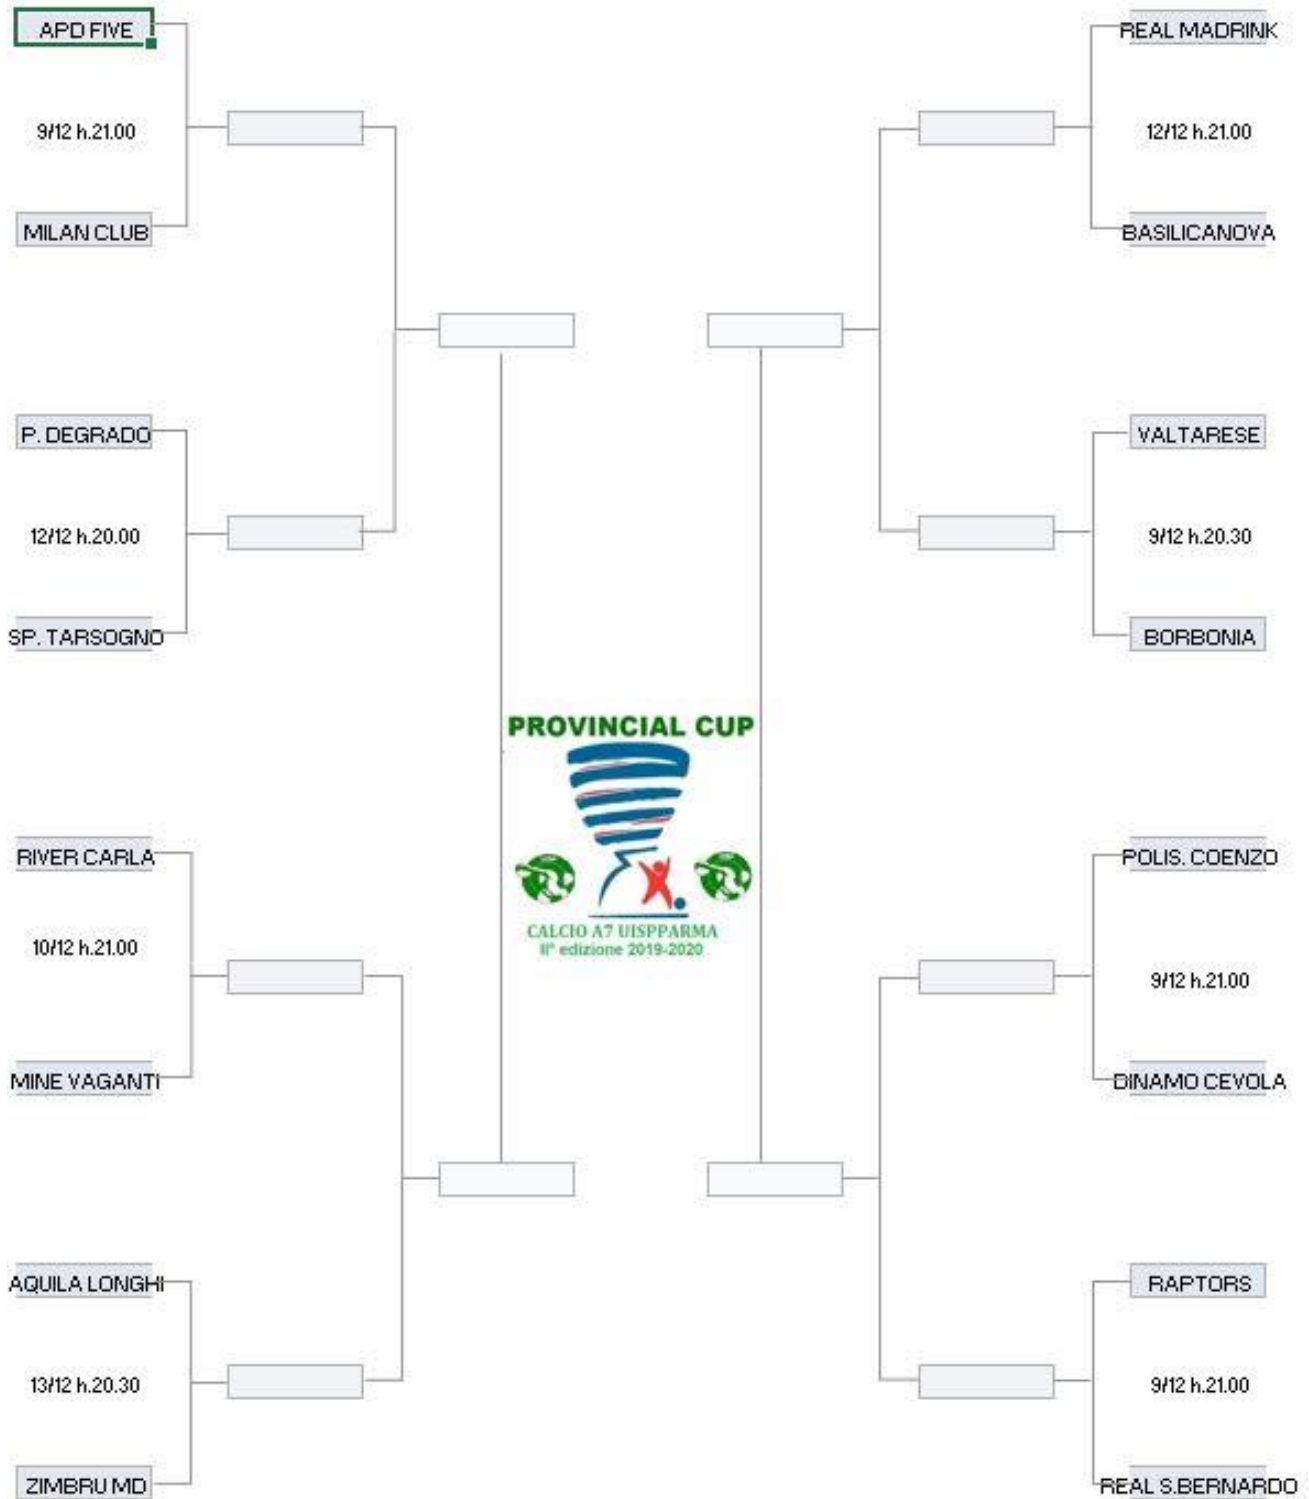 APD FIVE
9/12 h.21.00
MILAN CLUB
P. DEGRADO
12/12 h.20.00
SP. TARSOGNO
RIVER CARLA
10/12 h.21.00
MINE VAGANTI
AQUILA LONGHI
13/12 h.20.30
ZIMBRU MD
PROVINCIAL CUP
CALCIO A7 UISPPARMA
II° edizione 2019-2020
REAL MADRINK
12/12 h.21.00
BASILICANOVA
VALTARESE
9/12 h.20.30
BORBONIA
POLIS. COENZO
9/12 h.21.00
DINAMO CEVOLA
RAPTORS
9/12 h.21.00
REAL S.BERNARDO